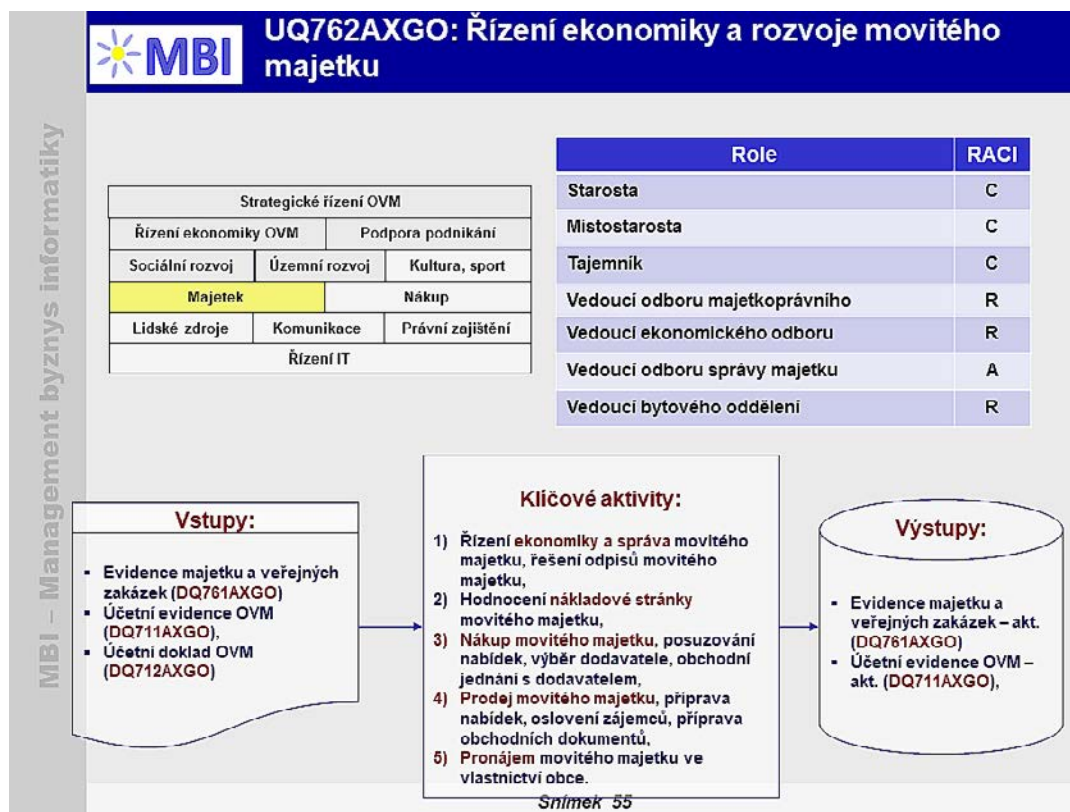 MBI
UQ762AXGO: Řízení ekonomiky a rozvoje movitého
majetku
MBI – Management byznys informatiky
Strategické řízení OVM
Řízení ekonomiky OVM Podpora podnikání
Sociální rozvoj Územní rozvoj Kultura, sport
Majetek Nákup
Lidské zdroje Komunikace Právní zajištění
Řízení IT
Role RACI
Starosta C
Mistostarosta C
Tajemník C
Vedoucí odboru majetkoprávního R
Vedoucí ekonomického odboru R
Vedoucí odboru správy majetku A
Vedoucí bytového oddělení R
Vstupy:
▪ Evidence majetku a veřejných
zakázek (DQ761AXGO)
▪ Účetní evidence OVM
(DQ711AXGO),
▪ Účetní doklad OVM
(DQ712AXGO)
Klíčové aktivity:
1) Řízení ekonomiky a správa movitého
majetku, řešení odpisů movitého
majetku,
2) Hodnocení nákladové stránky
movitého majetku,
3) Nákup movitého majetku, posuzování
nabídek, výběr dodavatele, obchodní
jednání s dodavatelem,
4) Prodej movitého majetku, příprava
nabídek, oslovení zájemců, příprava
obchodních dokumentů,
5) Pronájem movitého majetku ve
vlastnictví obce.
Výstupy:
▪ Evidence majetku a
veřejných zakázek – akt.
(DQ761AXGO)
▪ Účetní evidence OVM –
akt. (DQ711AXGO),
Snímek 55